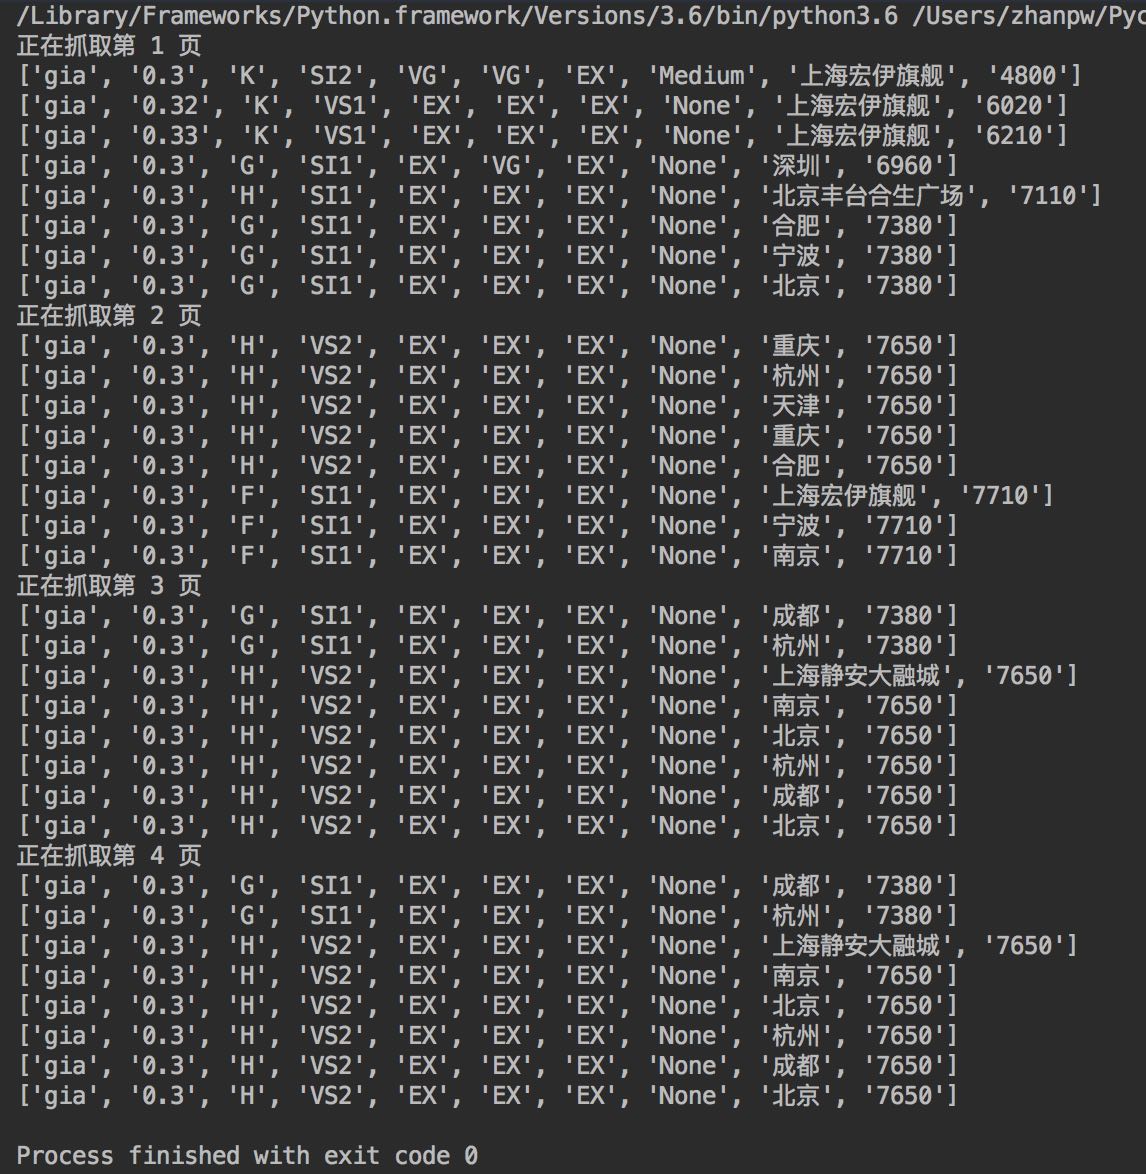 /Library/Frameworks/Python.framework/Versions/3.6/bin/python3.6 /Users/zhanpw/Pyc
正在抓取第 1 页
['gia', '0.3', 'K', 'SI2', 'VG', 'VG', 'EX', 'Medium', '上海宏伊旗舰', '4800']
['gia', '0.32', 'K', 'VS1', 'EX', 'EX', 'EX', 'None', '上海宏伊旗舰', '6020']
['gia', '0.33', 'K', 'VS1', 'EX', 'EX', 'EX', 'None', '上海宏伊旗舰', '6210']
['gia', '0.3', 'G', 'SI1', 'EX', 'VG', 'EX', 'None', '深圳', '6960']
['gia', '0.3', 'H', 'SI1', 'EX', 'EX', 'EX', 'None', '北京丰台合生广场', '7110']
['gia', '0.3', 'G', 'SI1', 'EX', 'EX', 'EX', 'None', '合肥', '7380']
['gia', '0.3', 'G', 'SI1', 'EX', 'EX', 'EX', 'None', '宁波', '7380']
['gia', '0.3', 'G', 'SI1', 'EX', 'EX', 'EX', 'None', '北京', '7380']
正在抓取第 2 页
['gia', '0.3', 'H', 'VS2', 'EX', 'EX', 'EX', 'None', '重庆', '7650']
['gia', '0.3', 'H', 'VS2', 'EX', 'EX', 'EX', 'None', '杭州', '7650']
['gia', '0.3', 'H', 'VS2', 'EX', 'EX', 'EX', 'None', '天津', '7650']
['gia', '0.3', 'H', 'VS2', 'EX', 'EX', 'EX', 'None', '重庆', '7650']
['gia', '0.3', 'H', 'VS2', 'EX', 'EX', 'EX', 'None', '合肥', '7650']
['gia', '0.3', 'F', 'SI1', 'EX', 'EX', 'EX', 'None', '上海宏伊旗舰', '7710']
['gia', '0.3', 'F', 'SI1', 'EX', 'EX', 'EX', 'None', '宁波', '7710']
['gia', '0.3', 'F', 'SI1', 'EX', 'EX', 'EX', 'None', '南京', '7710']
正在抓取第 3 页
['gia', '0.3', 'G', 'SI1', 'EX', 'EX', 'EX', 'None', '成都', '7380']
['gia', '0.3', 'G', 'SI1', 'EX', 'EX', 'EX', 'None', '杭州', '7380']
['gia', '0.3', 'H', 'VS2', 'EX', 'EX', 'EX', 'None', '上海静安大融城', '7650']
['gia', '0.3', 'H', 'VS2', 'EX', 'EX', 'EX', 'None', '南京', '7650']
['gia', '0.3', 'H', 'VS2', 'EX', 'EX', 'EX', 'None', '北京', '7650']
['gia', '0.3', 'H', 'VS2', 'EX', 'EX', 'EX', 'None', '杭州', '7650']
['gia', '0.3', 'H', 'VS2', 'EX', 'EX', 'EX', 'None', '成都', '7650']
['gia', '0.3', 'H', 'VS2', 'EX', 'EX', 'EX', 'None', '北京', '7650']
正在抓取第 4 页
['gia', '0.3', 'G', 'SI1', 'EX', 'EX', 'EX', 'None', '成都', '7380']
['gia', '0.3', 'G', 'SI1', 'EX', 'EX', 'EX', 'None', '杭州', '7380']
['gia', '0.3', 'H', 'VS2', 'EX', 'EX', 'EX', 'None', '上海静安大融城', '7650']
['gia', '0.3', 'H', 'VS2', 'EX', 'EX', 'EX', 'None', '南京', '7650']
['gia', '0.3', 'H', 'VS2', 'EX', 'EX', 'EX', 'None', '北京', '7650']
['gia', '0.3', 'H', 'VS2', 'EX', 'EX', 'EX', 'None', '杭州', '7650']
['gia', '0.3', 'H', 'VS2', 'EX', 'EX', 'EX', 'None', '成都', '7650']
['gia', '0.3', 'H', 'VS2', 'EX', 'EX', 'EX', 'None', '北京', '7650']
Process finished with exit code 0